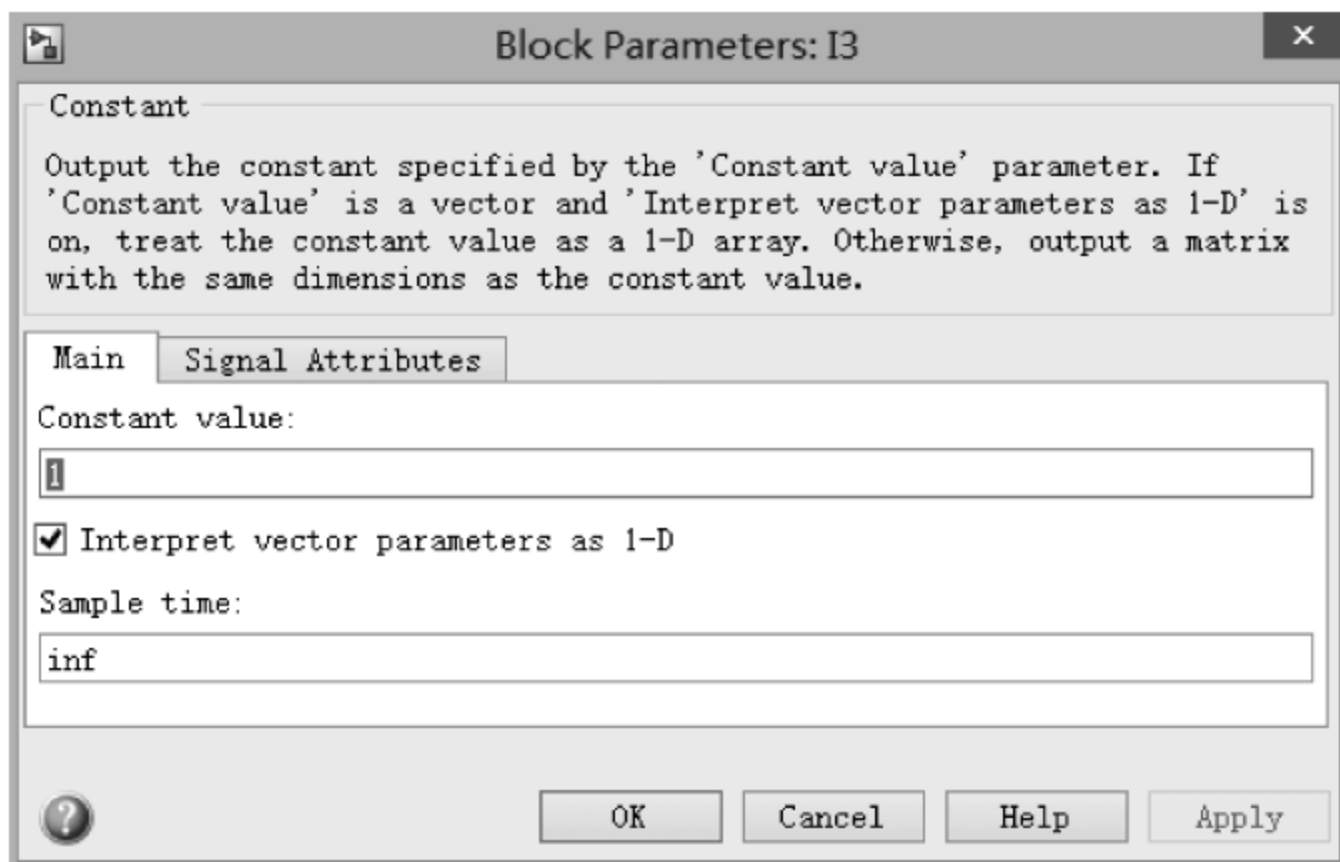 Block Parameters: I3
×
Constant
Output the constant specified by the 'Constant value' parameter. If
'Constant value' is a vector and 'Interpret vector parameters as 1-D' is
on, treat the constant value as a 1-D array. Otherwise, output a matrix
with the same dimensions as the constant value.
Main Signal Attributes
Constant value:
1
Interpret vector parameters as 1-D
Sample time:
inf
? OK Cancel Help Apply